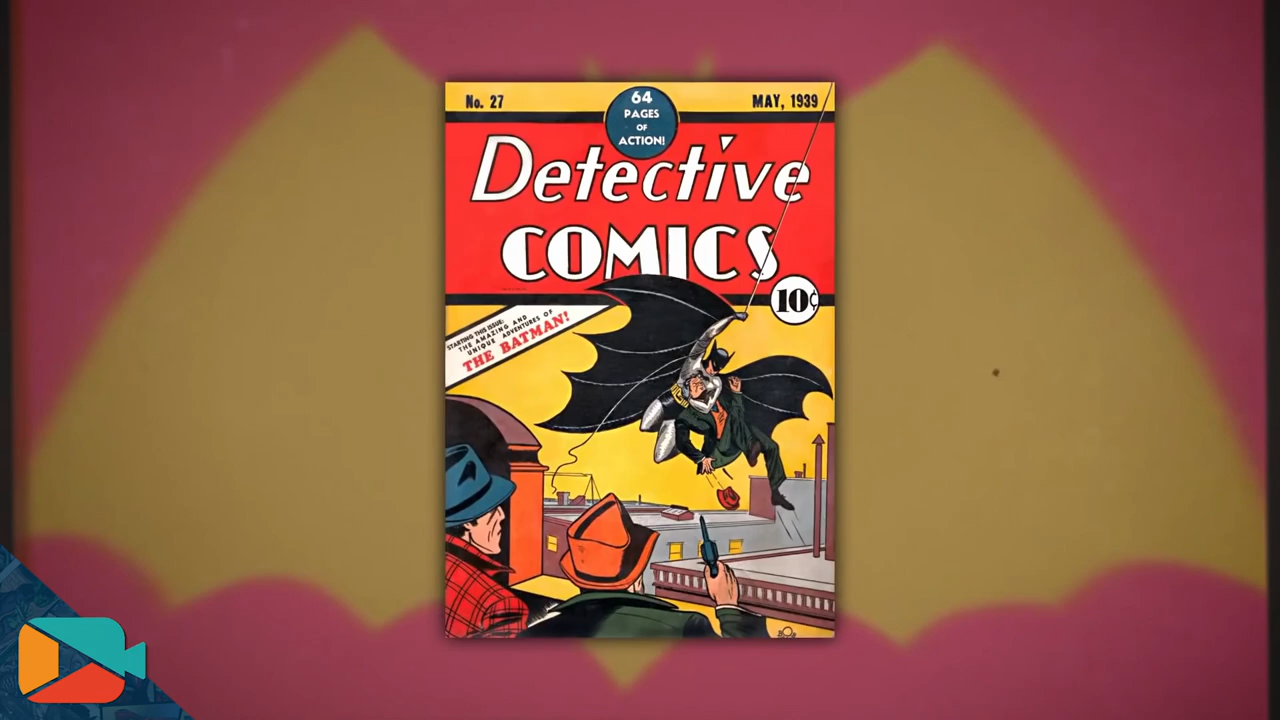 No. 27
64
PAGES
OF
ACTION!
MAY, 1939
Detective
COMICS
10¢
STARTING THIS ISSUE:
THE AMAZING AND
UNIQUE ADVENTURES OF
THE BATMAN!